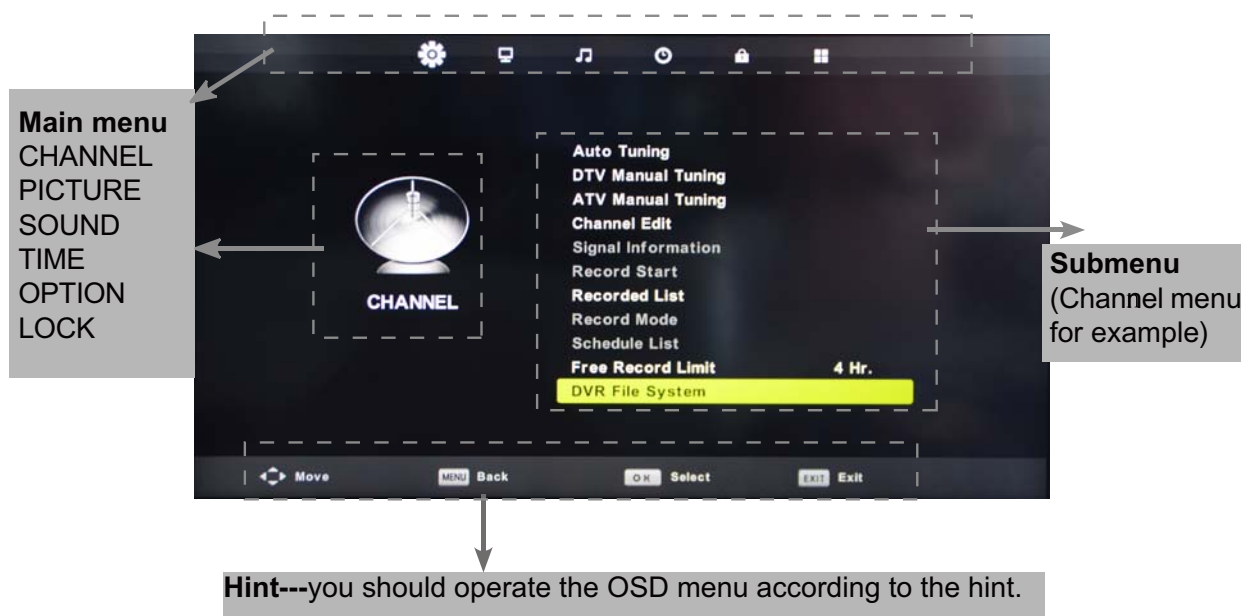 Main menu
CHANNEL
PICTURE
SOUND
TIME
OPTION
LOCK
CHANNEL
Auto Tuning
DTV Manual Tuning
ATV Manual Tuning
Channel Edit
Signal Information
Record Start
Recorded List
Record Mode
Schedule List
Free Record Limit 4 Hr.
DVR File System
Submenu
(Channel menu
for example)
Move MENU Back OK Select EXIT Exit
Hint---you should operate the OSD menu according to the hint.